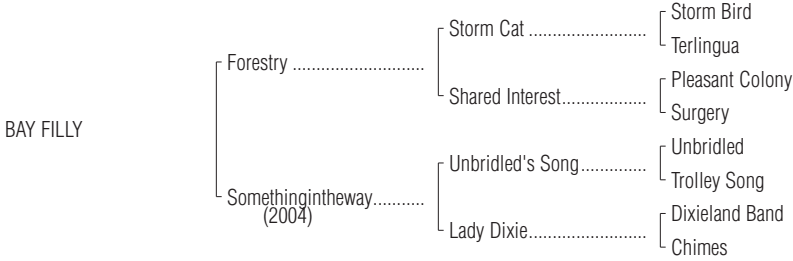 Storm Bird
Storm Cat ..........................
Terlingua
Forestry .............................
Pleasant Colony
Shared Interest...................
Surgery
BAY FILLY
Unbridled
Unbridled's Song...............
Trolley Song
Somethingintheway...........
(2004)
Dixieland Band
Lady Dixie..........................
Chimes